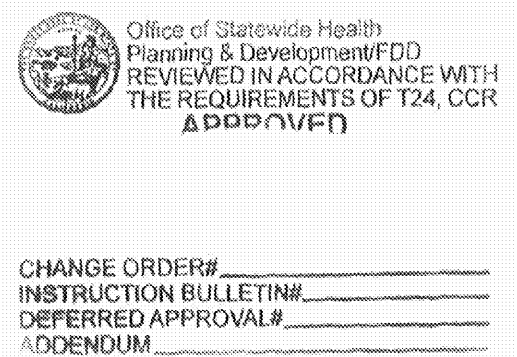 Office of Statewide Health
Planning & Development/FDD
REVIEWED IN ACCORDANCE WITH
THE REQUIREMENTS OF T24, CCR
APPROVED
CHANGE ORDER#
INSTRUCTION BULLETIN#
DEFERRED APPROVAL#
ADDENDUM